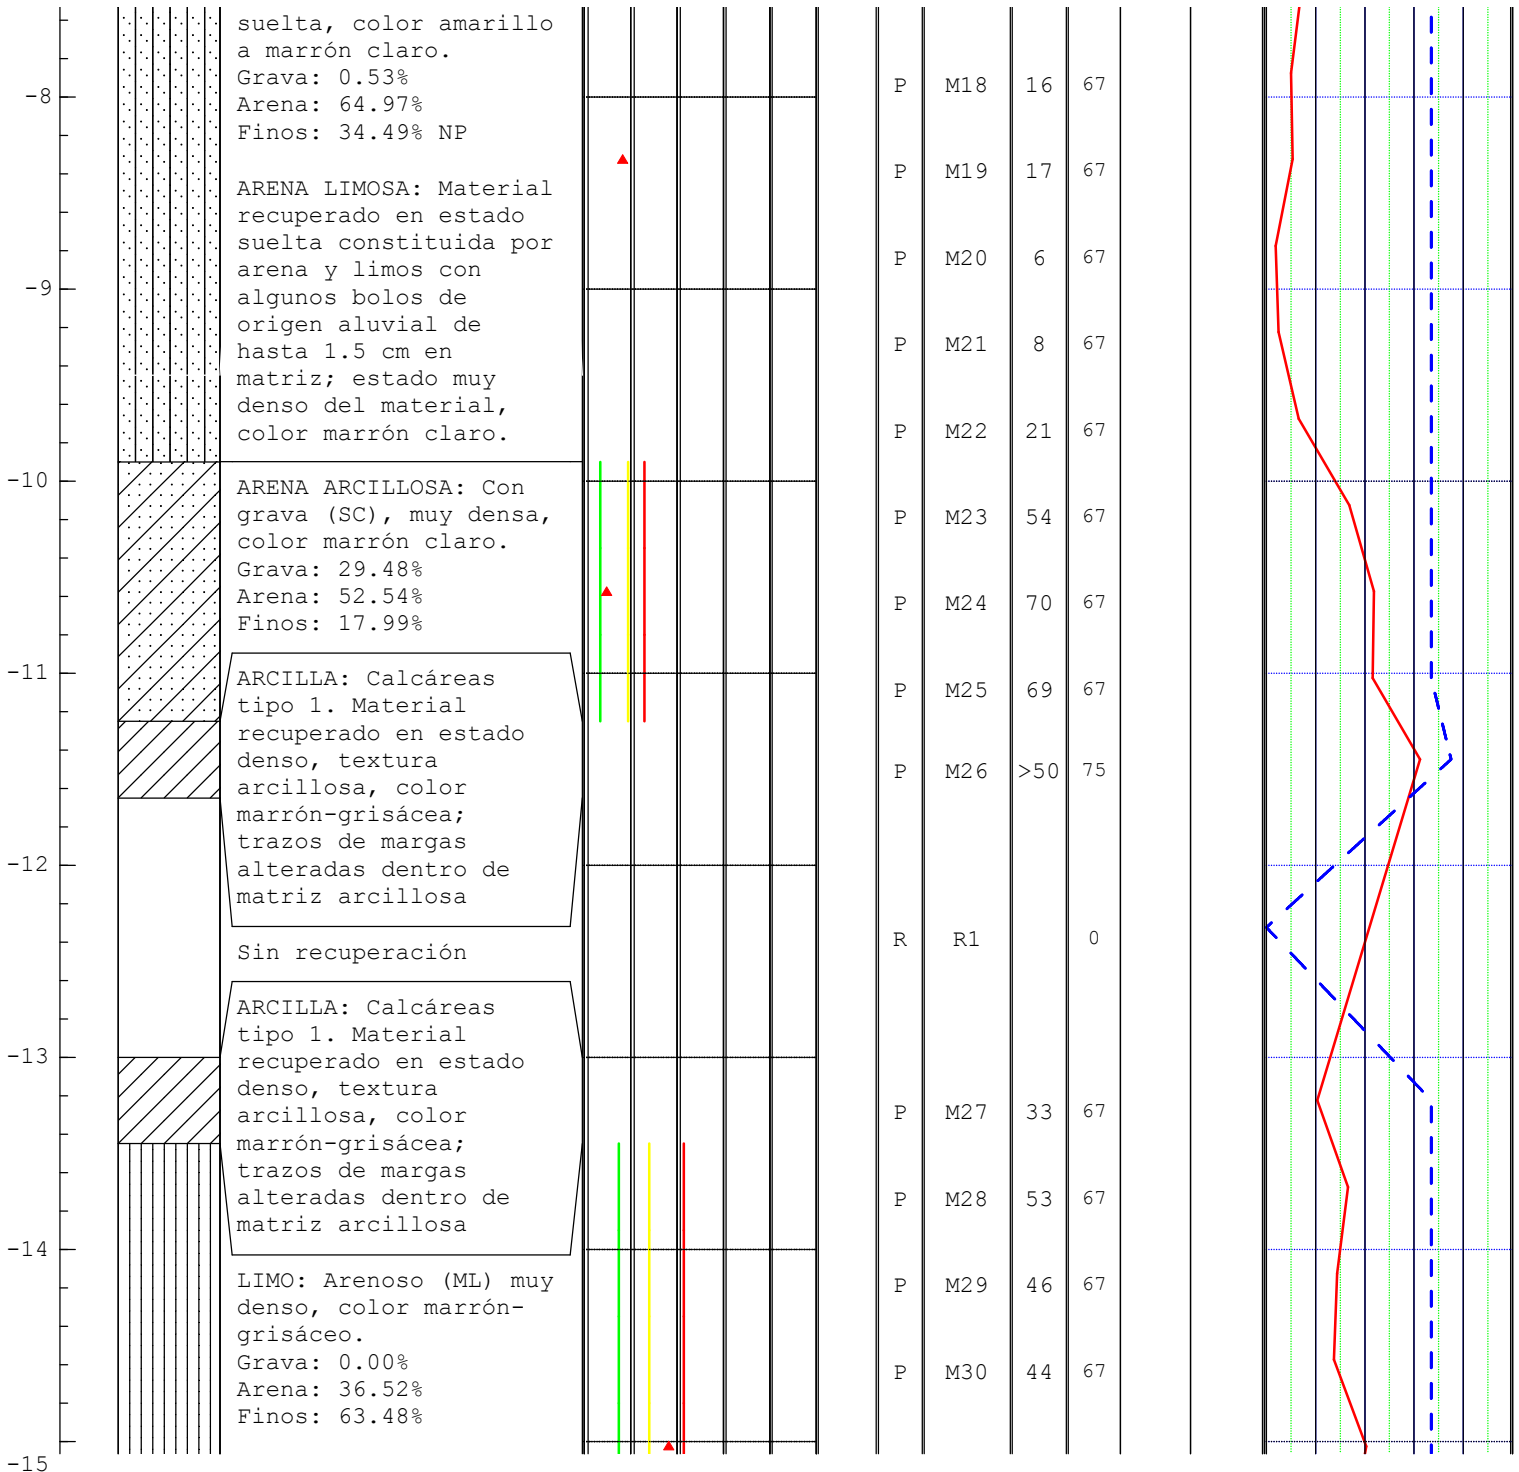 suelta, color amarillo
a marrón claro.
Grava: 0.53%
Arena: 64.97%
Finos: 34.49% NP
ARENA LIMOSA: Material
recuperado en estado
suelta constituida por
arena y limos con
algunos bolos de
origen aluvial de
hasta 1.5 cm en
matriz; estado muy
denso del material,
color marrón claro.
ARENA ARCILLOSA: Con
grava (SC), muy densa,
color marrón claro.
Grava: 29.48%
Arena: 52.54%
Finos: 17.99%
ARCILLA: Calcáreas
tipo 1. Material
recuperado en estado
denso, textura
arcillosa, color
marrón-grisácea;
trazos de margas
alteradas dentro de
matriz arcillosa
Sin recuperación
ARCILLA: Calcáreas
tipo 1. Material
recuperado en estado
denso, textura
arcillosa, color
marrón-grisácea;
trazos de margas
alteradas dentro de
matriz arcillosa
LIMO: Arenoso (ML) muy
denso, color marrón-
grisáceo.
Grava: 0.00%
Arena: 36.52%
Finos: 63.48%
-8
-9
-10
-11
-12
-13
-14
-15
P M18 16 67
P M19 17 67
P M20 6 67
P M21 8 67
P M22 21 67
P M23 54 67
P M24 70 67
P M25 69 67
P M26 >50 75
R R1 0
P M27 33 67
P M28 53 67
P M29 46 67
P M30 44 67